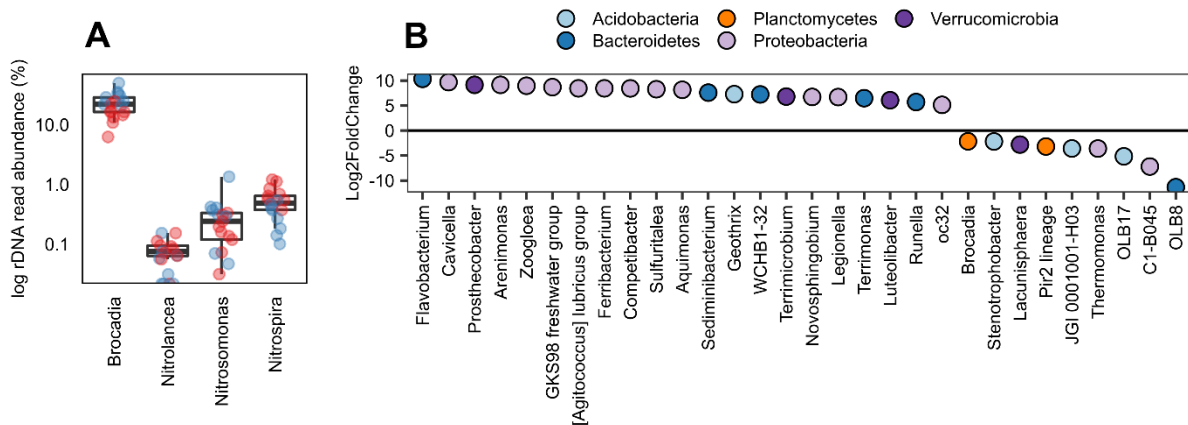 A
log rDNA read abundance (%)
10.0
1.0
0.1
Brocadia
Nitrolancea
Nitrosomonas
Nitrospira
B
Acidobacteria
Planctomycetes
Verrucomicrobia
Bacteroidetes
Proteobacteria
Log2FoldChange
10
5
0
-5
-10
Flavobacterium
Cavicella
Prosthecobacter
Arenimonas
Zoogloea
GKS98 freshwater group
[Agitococcus] lubricus group
Ferribacterium
Competibacter
Sulfuritalea
Aquimonas
Sediminibacterium
Geothrix
WCHB1-32
Terrimicrobium
Novosphingobium
Legionella
Terrimonas
Luteolibacter
Runella
oc32
Brocadia
Stenotrophobacter
Lacunisphaera
Pir2 lineage
JGI 0001001-H03
Thermomonas
OLB17
C1-B045
OLB8